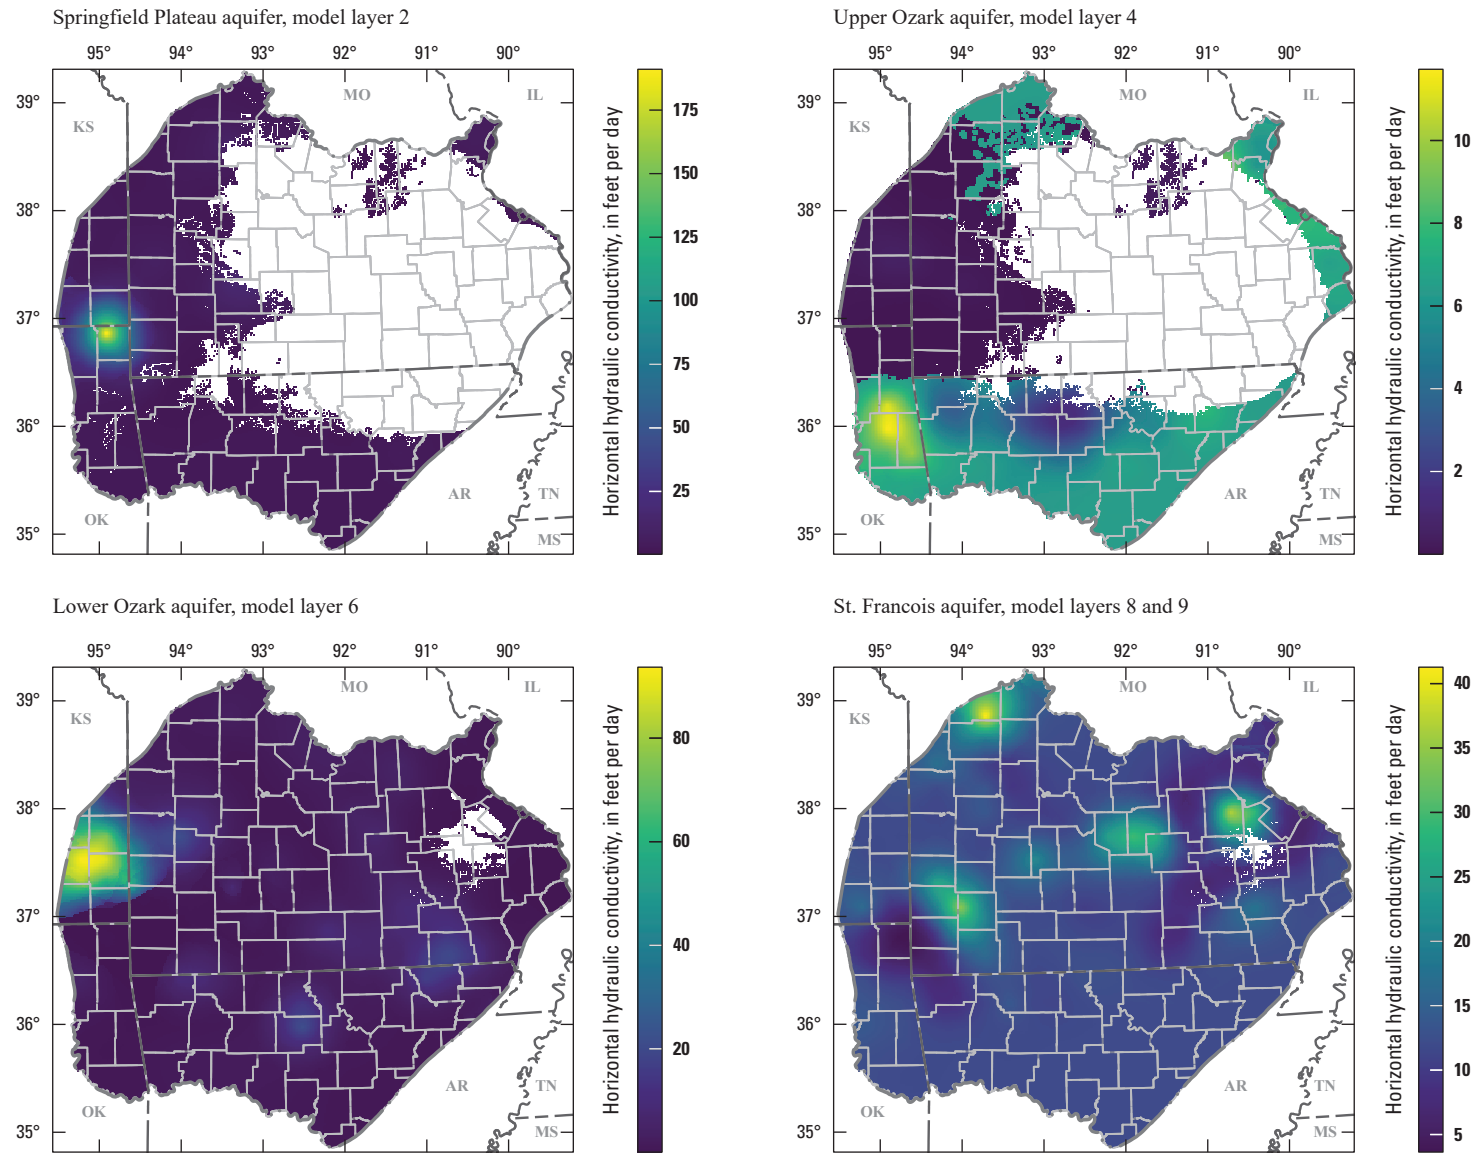 Springfield Plateau aquifer, model layer 2
95° 94° 93° 92° 91° 90°
39°
38°
37°
36°
35°
KS
MO
IL
OK
AR
TN
MS
175
150
125
100
75
50
25
Horizontal hydraulic conductivity, in feet per day
Upper Ozark aquifer, model layer 4
95° 94° 93° 92° 91° 90°
39°
38°
37°
36°
35°
KS
MO
IL
OK
AR
TN
MS
10
8
6
4
2
Horizontal hydraulic conductivity, in feet per day
Lower Ozark aquifer, model layer 6
95° 94° 93° 92° 91° 90°
39°
38°
37°
36°
35°
KS
MO
IL
OK
AR
TN
MS
80
60
40
20
Horizontal hydraulic conductivity, in feet per day
St. Francois aquifer, model layers 8 and 9
95° 94° 93° 92° 91° 90°
39°
38°
37°
36°
35°
KS
MO
IL
OK
AR
TN
MS
40
35
30
25
20
15
10
5
Horizontal hydraulic conductivity, in feet per day